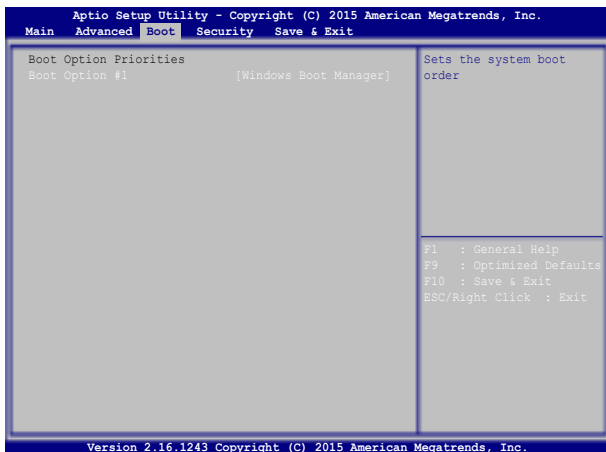 Aptio Setup Utility - Copyright (C) 2015 American Megatrends, Inc.
Main Advanced Boot Security Save & Exit
Boot Option Priorities
Boot Option #1 [Windows Boot Manager]
Sets the system boot
order
F1 : General Help
F9 : Optimized Defaults
F10 : Save & Exit
ESC/Right Click : Exit
Version 2.16.1243 Copyright (C) 2015 American Megatrends, Inc.